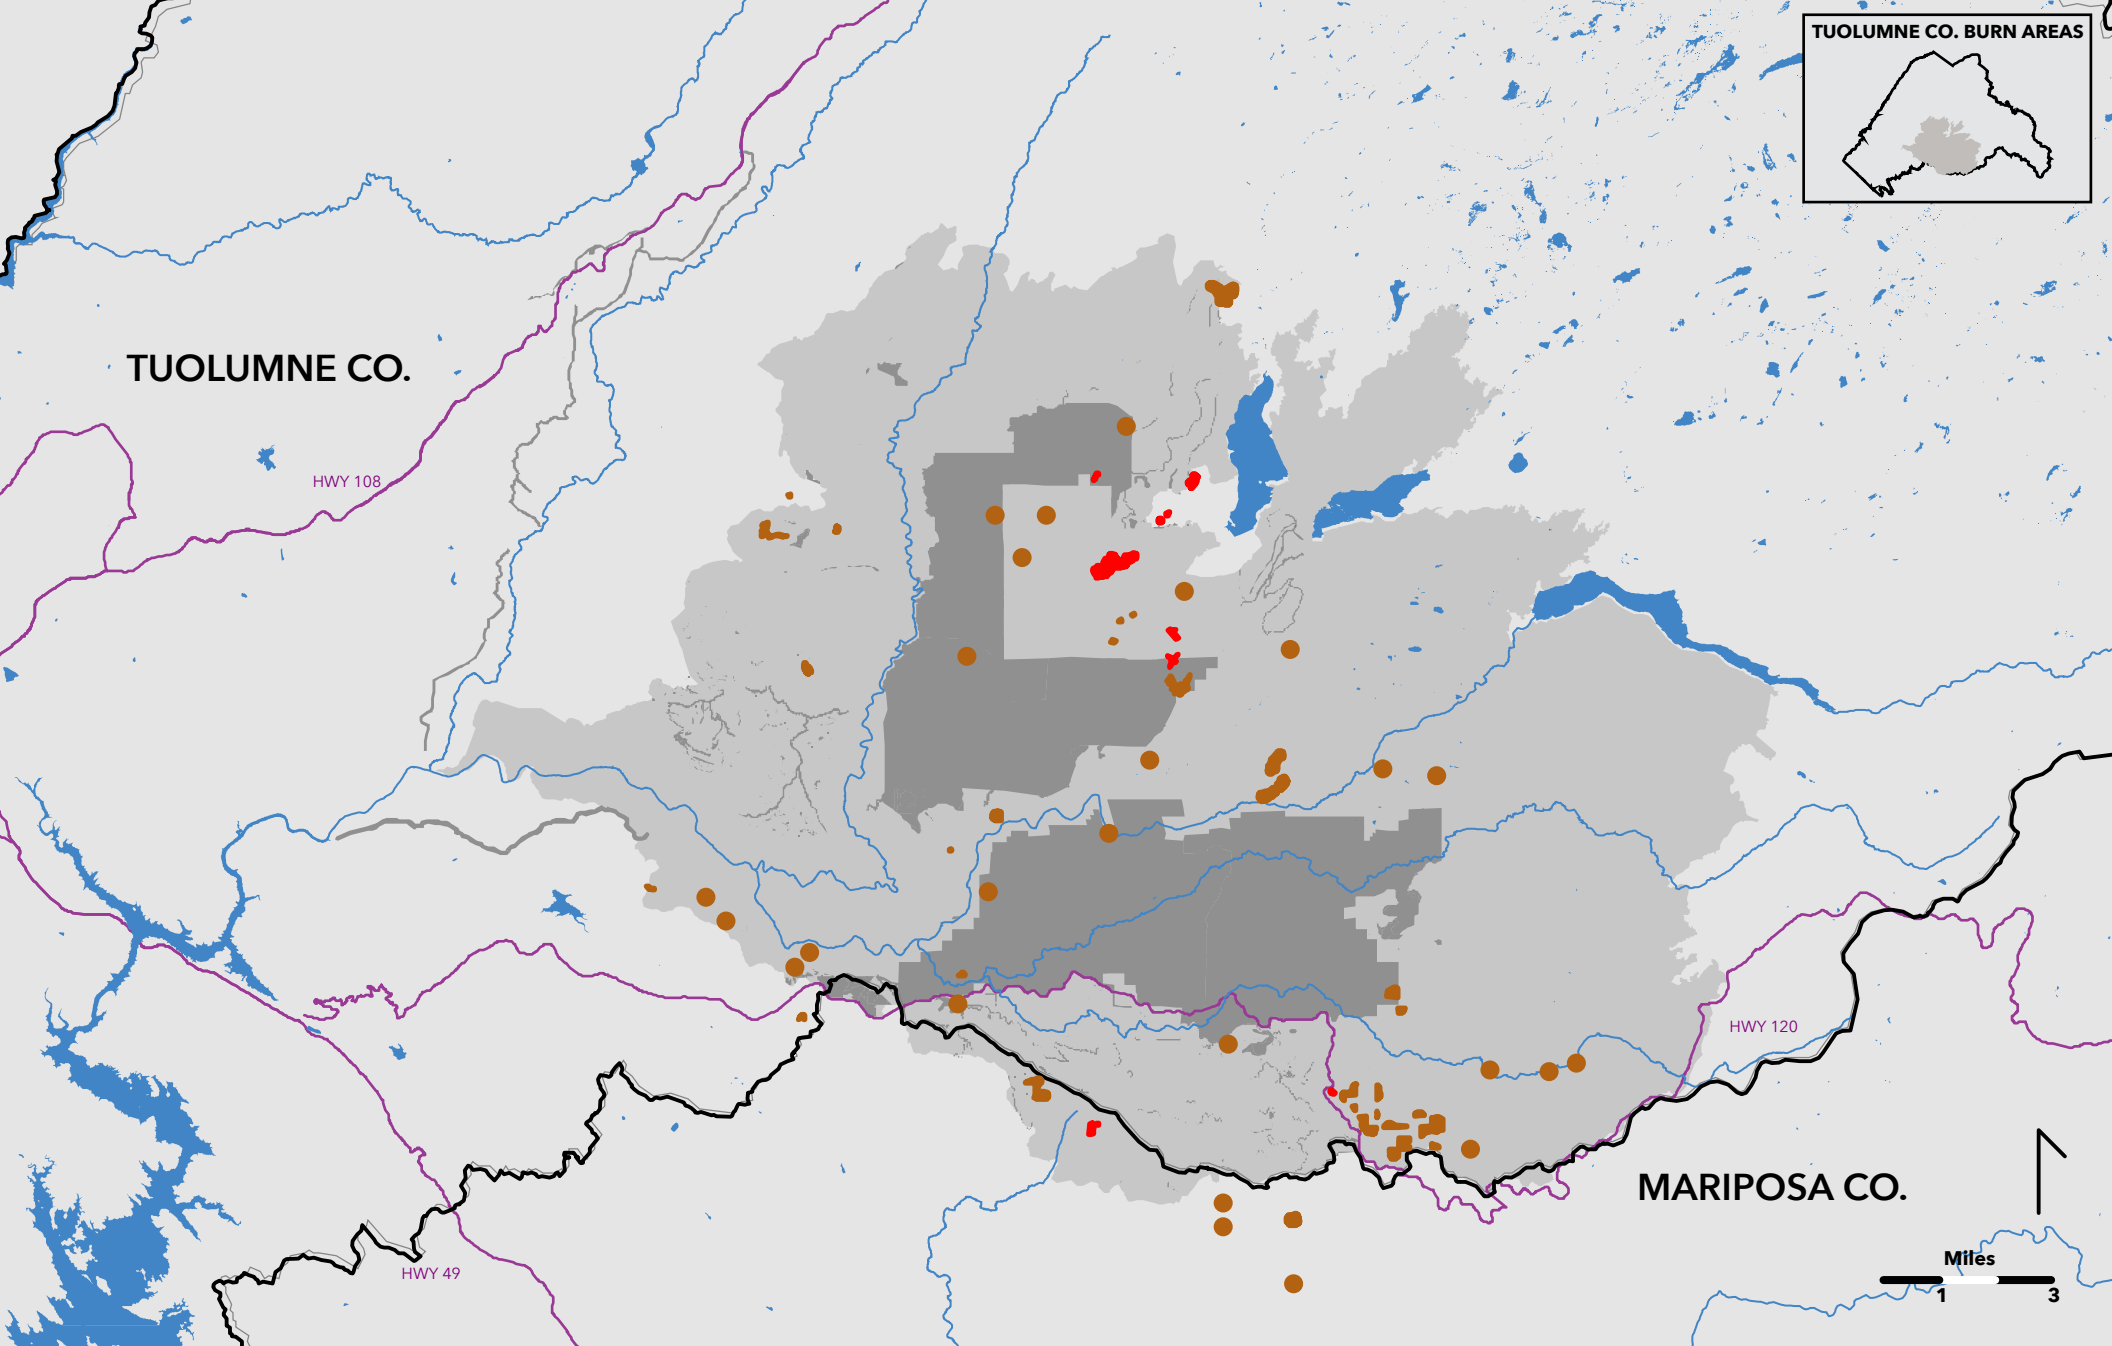 TUOLUMNE CO. BURN AREAS
TUOLUMNE CO.
HWY 108
HWY 120
MARIPOSA CO.
HWY 49
Miles
1 3